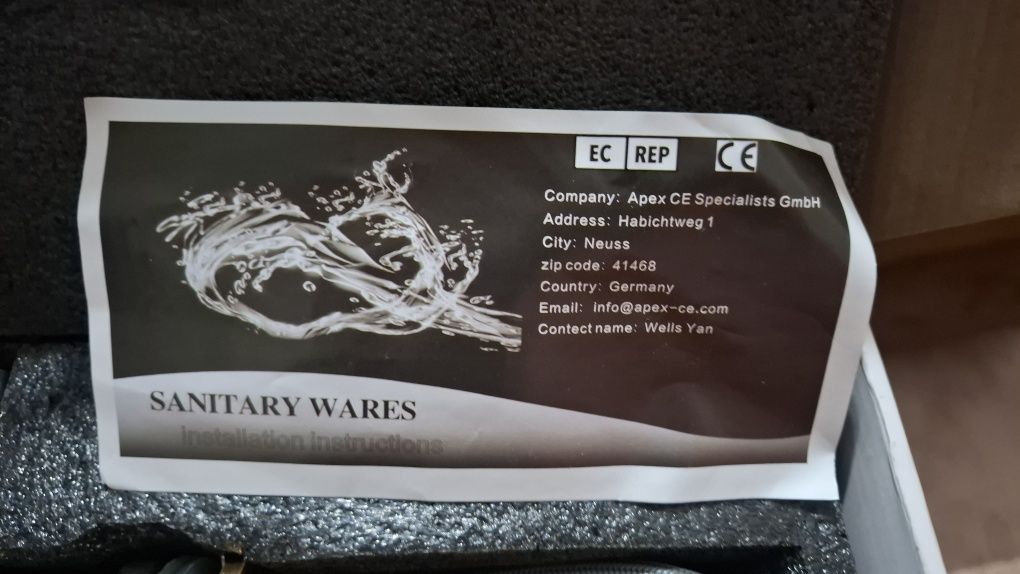 EC REP CE
Company: Apex CE Specialists GmbH
Address: Habichtweg 1
City: Neuss
zip code: 41468
Country: Germany
Email: info@apex-ce.com
Contect name: Wells Yan
SANITARY WARES
installation instructions